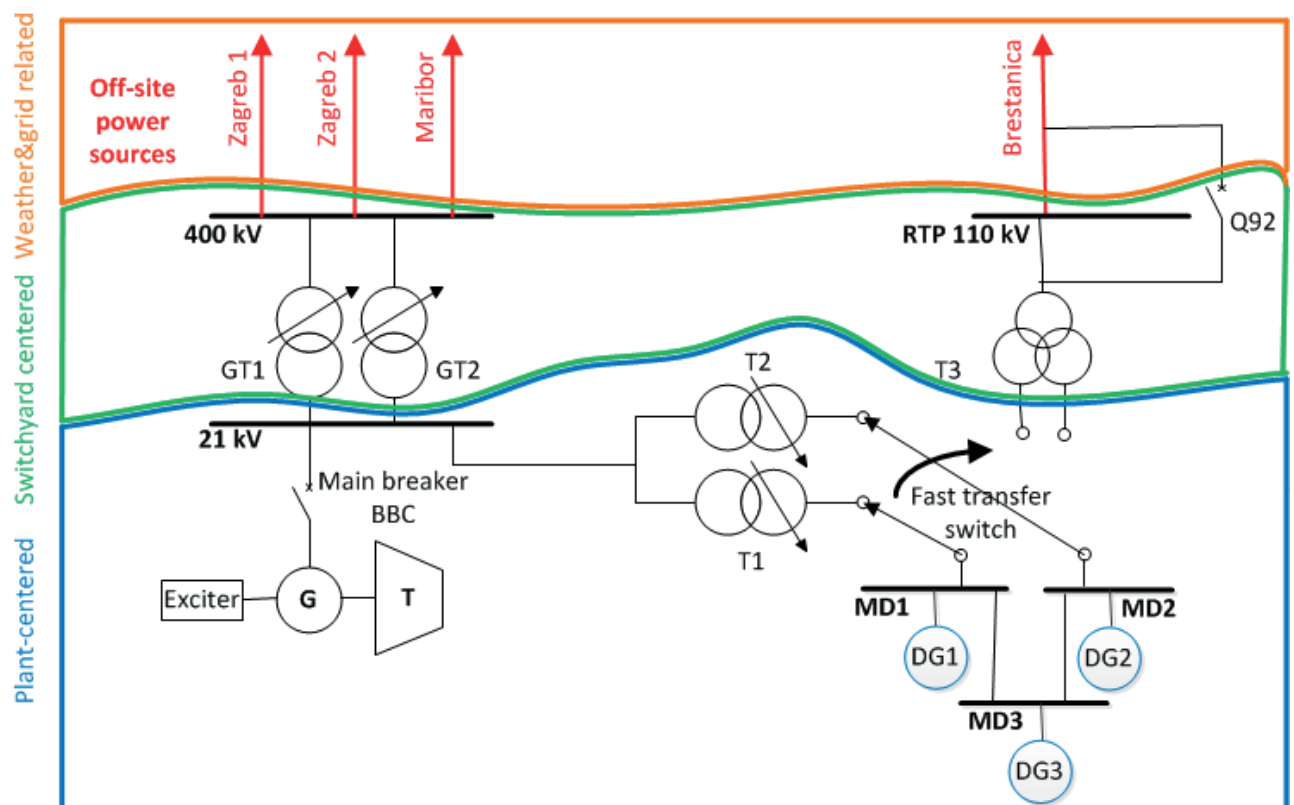 Weather&grid related
Switchyard centered
Plant-centered
Off-site
power
sources
Zagreb 1
Zagreb 2
Maribor
Brestanica
400 kV
RTP 110 kV
Q92
GT1
GT2
T2
T3
21 kV
Main breaker
BBC
Fast transfer
switch
T1
Exciter
G
T
MD1
MD2
DG1
DG2
MD3
DG3